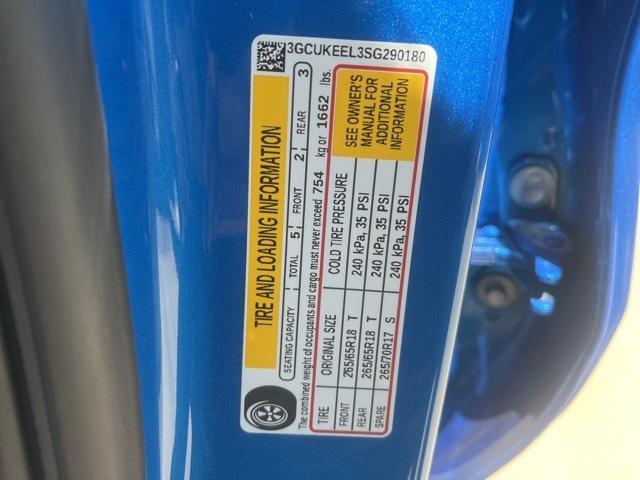 3GCUKEEL3SG290180
TIRE AND LOADING INFORMATION
SEATING CAPACITY TOTAL 5 FRONT 2 REAR 3
The combined weight of occupants and cargo must never exceed 754 kg or 1662 lbs.
TIRE ORIGINAL SIZE COLD TIRE PRESSURE
FRONT 265/65R18 T 240 kPa, 35 PSI
REAR 265/65R18 T 240 kPa, 35 PSI
SPARE 265/70R17 S 240 kPa, 35 PSI
SEE OWNER'S
MANUAL FOR
ADDITIONAL
INFORMATION